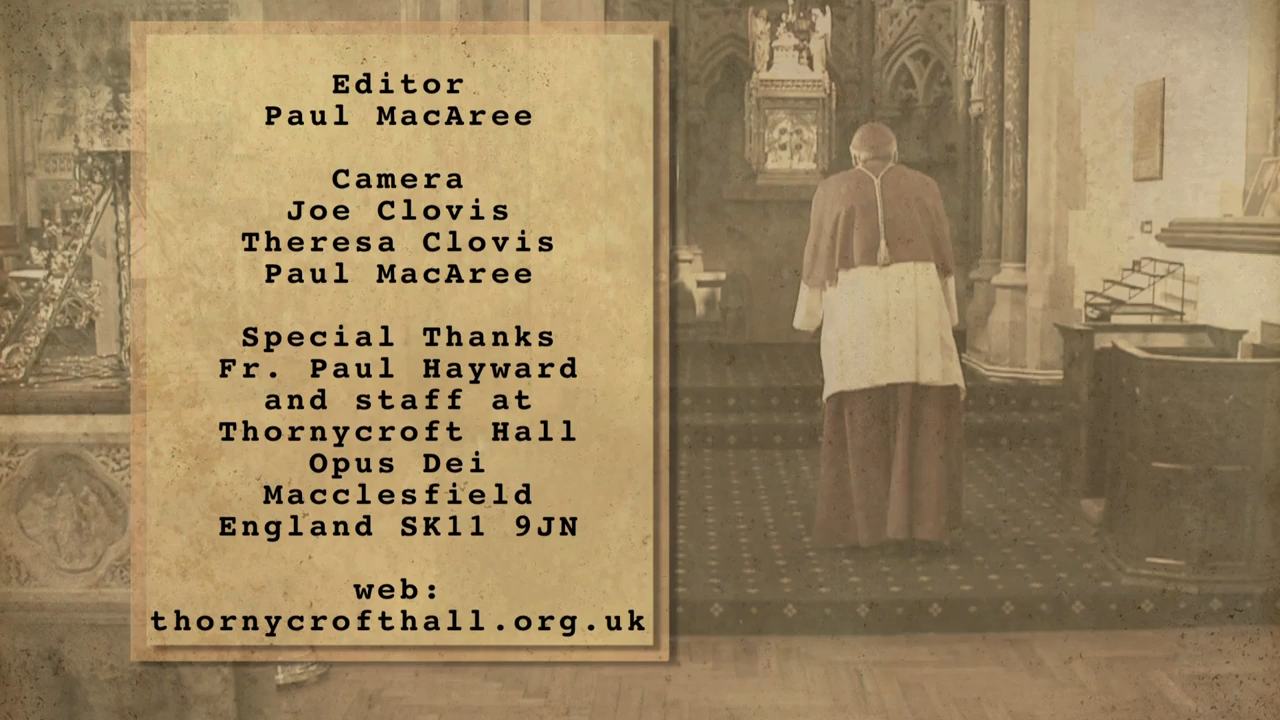 Editor
Paul MacAree
Camera
Joe Clovis
Theresa Clovis
Paul MacAree
Special Thanks
Fr. Paul Hayward
and staff at
Thornycroft Hall
Opus Dei
Macclesfield
England SK11 9JN
web:
thornycrofthall.org.uk